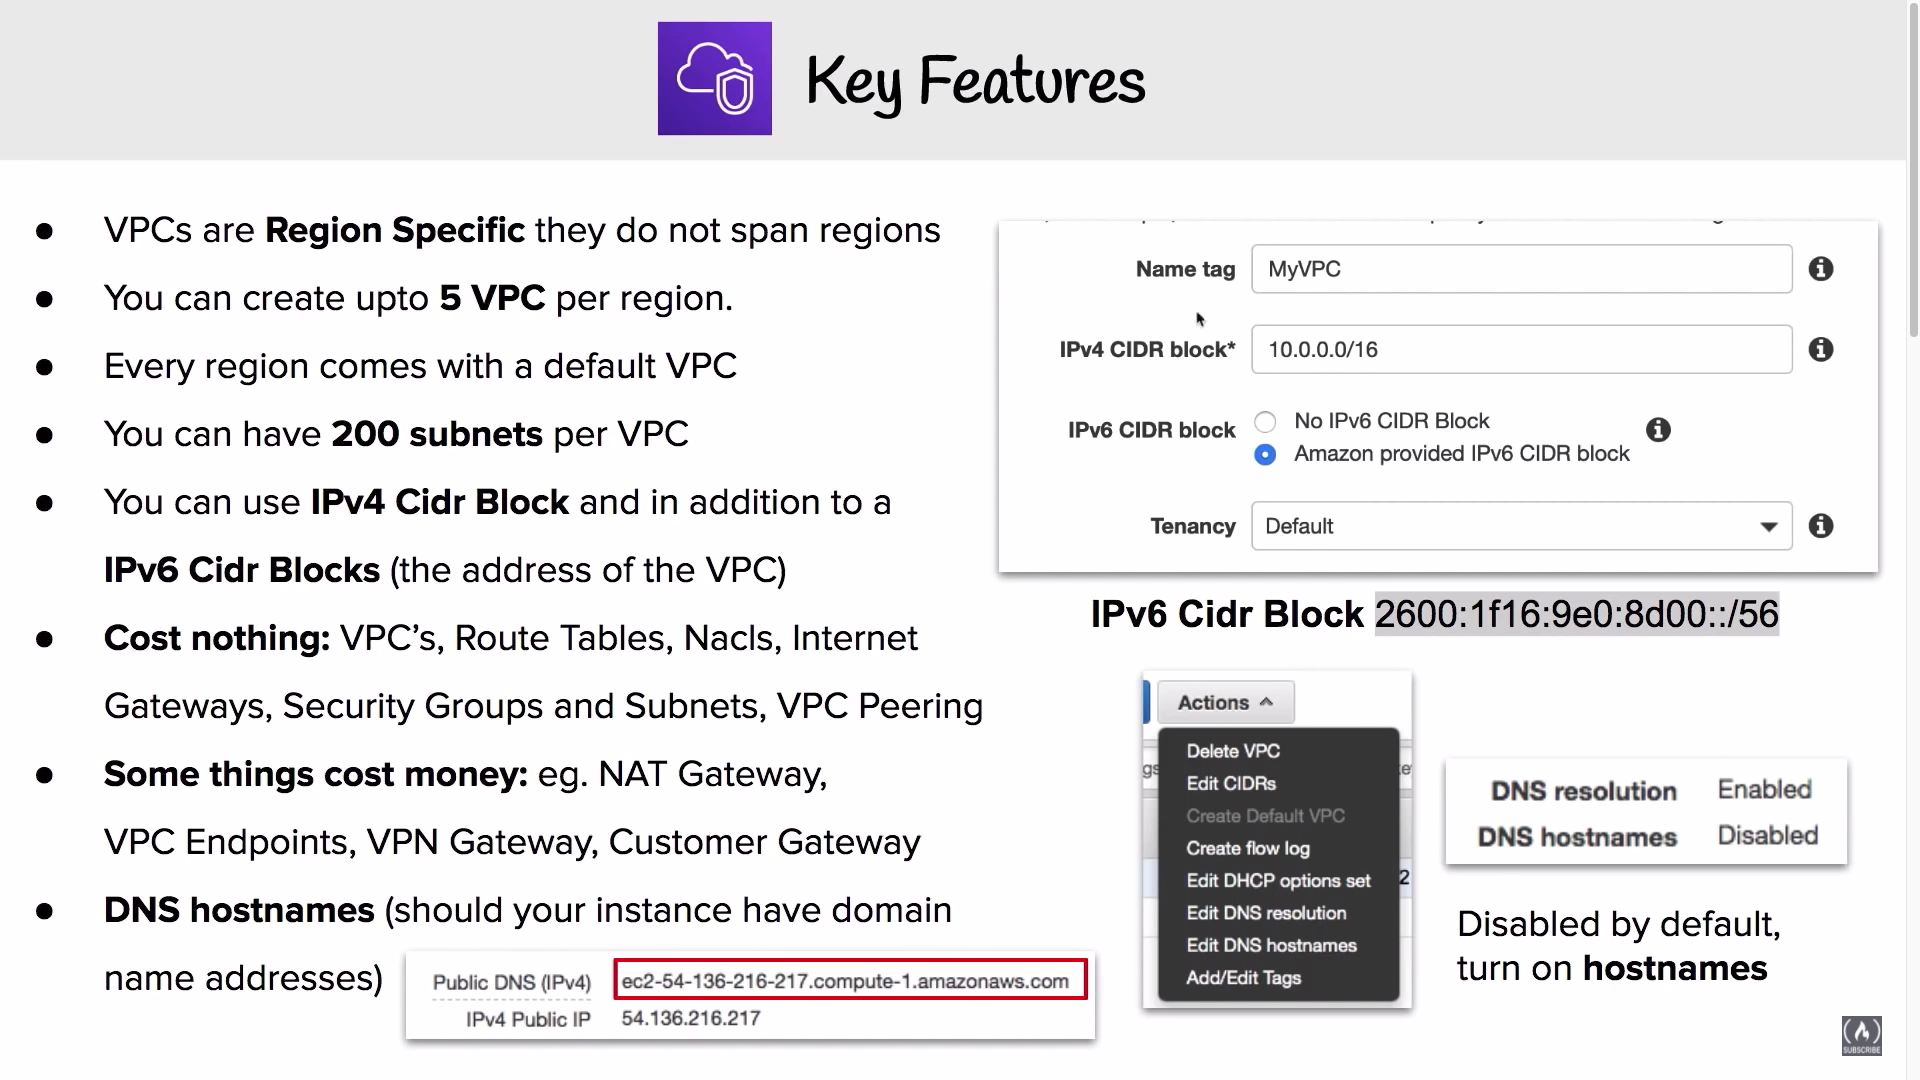 Key Features
● VPCs are Region Specific they do not span regions
● You can create upto 5 VPC per region.
● Every region comes with a default VPC
● You can have 200 subnets per VPC
● You can use IPv4 Cidr Block and in addition to a
IPv6 Cidr Blocks (the address of the VPC)
● Cost nothing: VPC's, Route Tables, Nacls, Internet
Gateways, Security Groups and Subnets, VPC Peering
● Some things cost money: eg. NAT Gateway,
VPC Endpoints, VPN Gateway, Customer Gateway
● DNS hostnames (should your instance have domain
name addresses)
Public DNS (IPv4) ec2-54-136-216-217.compute-1.amazonaws.com
IPv4 Public IP 54.136.216.217
Name tag MyVPC
IPv4 CIDR block* 10.0.0.0/16
IPv6 CIDR block No IPv6 CIDR Block
Amazon provided IPv6 CIDR block
Tenancy Default
IPv6 Cidr Block 2600:1f16:9e0:8d00::/56
Actions
Delete VPC
Edit CIDRs
Create Default VPC
Create flow log
Edit DHCP options set
Edit DNS resolution
Edit DNS hostnames
Add/Edit Tags
DNS resolution Enabled
DNS hostnames Disabled
Disabled by default,
turn on hostnames
SUBSCRIBE